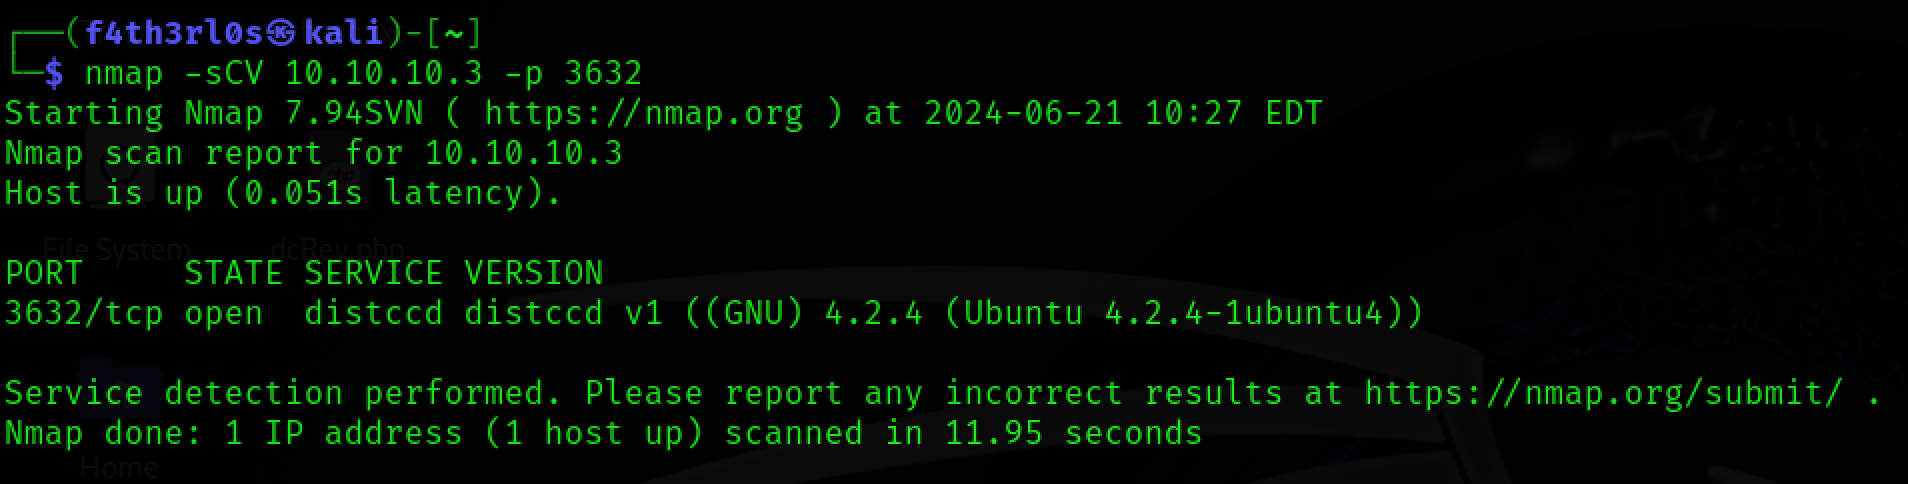 ┌──(f4th3rl0s㉿kali)-[~]
└─$ nmap -sCV 10.10.10.3 -p 3632
Starting Nmap 7.94SVN ( https://nmap.org ) at 2024-06-21 10:27 EDT
Nmap scan report for 10.10.10.3
Host is up (0.051s latency).
File System dcRev.php
PORT     STATE SERVICE VERSION
3632/tcp open  distccd distccd v1 ((GNU) 4.2.4 (Ubuntu 4.2.4-1ubuntu4))
Service detection performed. Please report any incorrect results at https://nmap.org/submit/ .
Nmap done: 1 IP address (1 host up) scanned in 11.95 seconds
Home